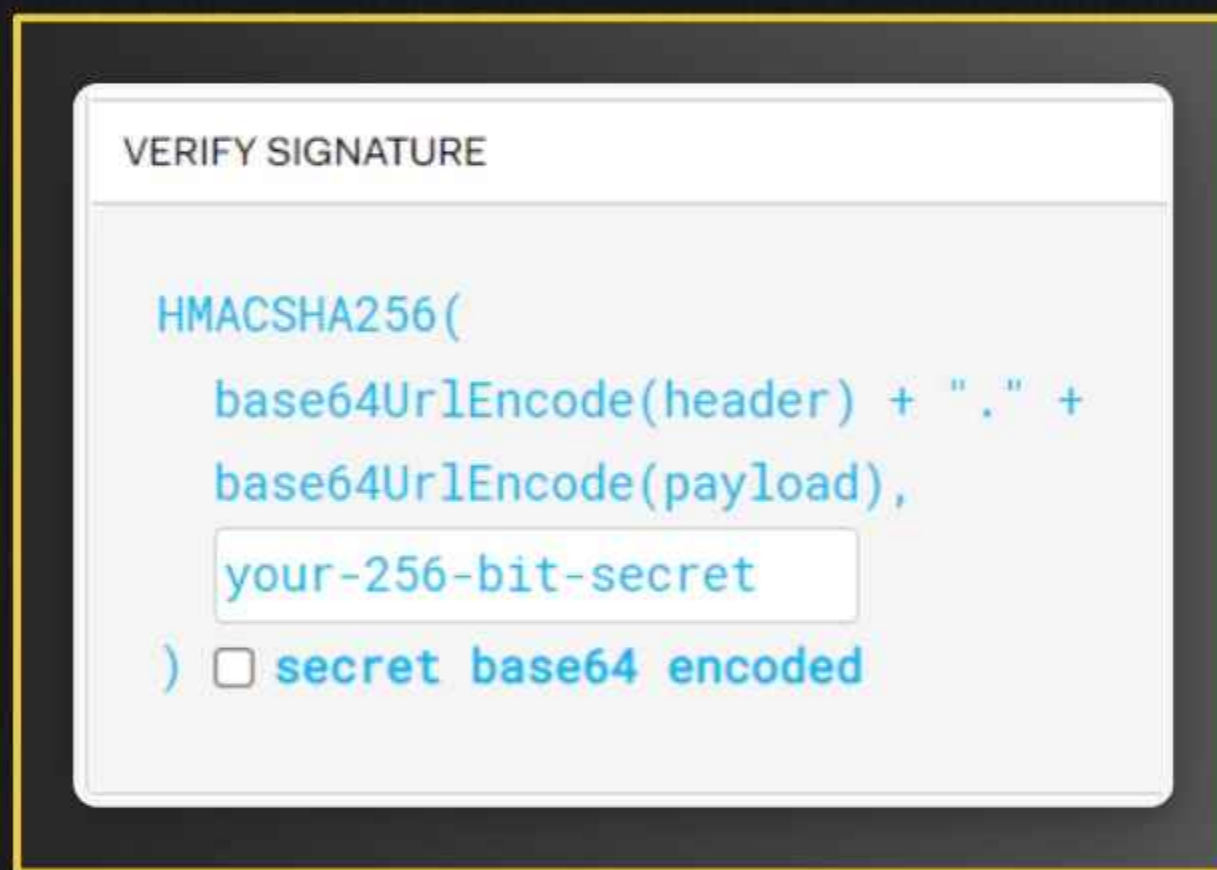 VERIFY SIGNATURE
HMACSHA256(
base64UrlEncode(header) + "." +
base64UrlEncode(payload),
your-256-bit-secret
) secret base64 encoded